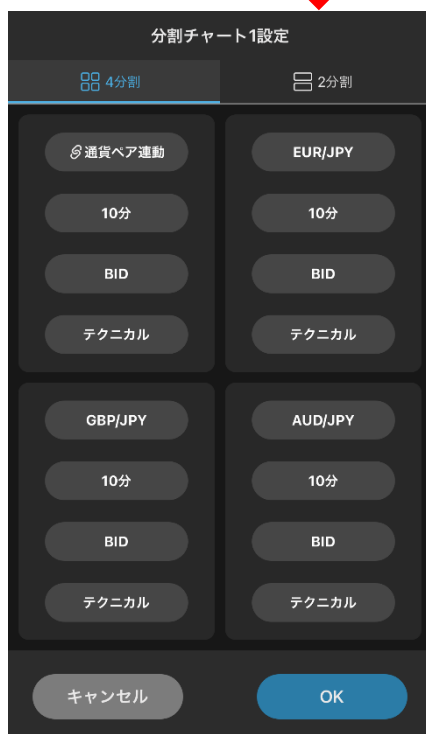 分割チャート1設定
4分割
2分割
通貨ペア連動
EUR/JPY
10分
10分
BID
BID
テクニカル
テクニカル
GBP/JPY
AUD/JPY
10分
10分
BID
BID
テクニカル
テクニカル
キャンセル
OK